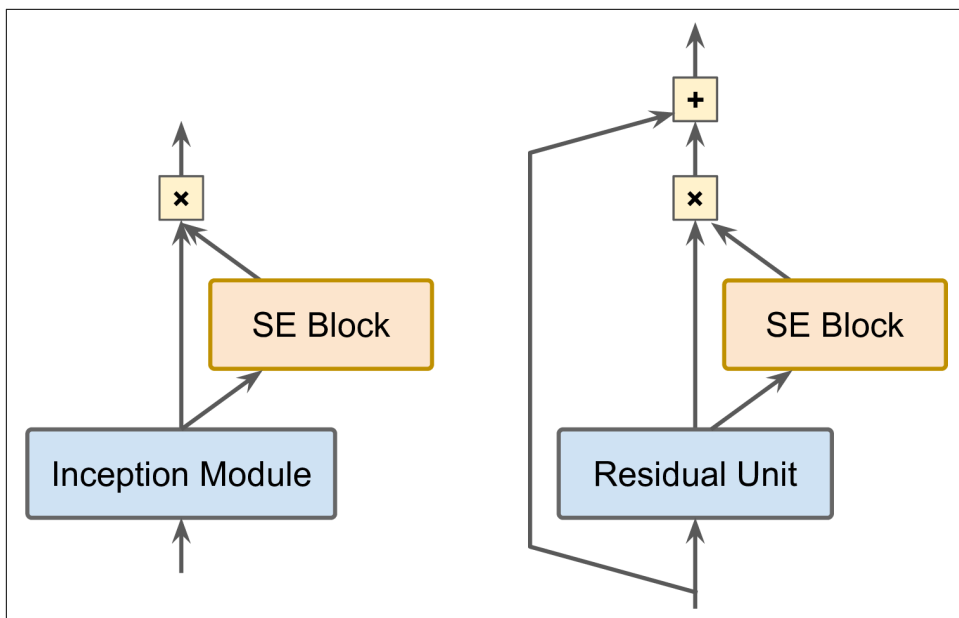 +
×
×
SE Block
SE Block
Inception Module
Residual Unit